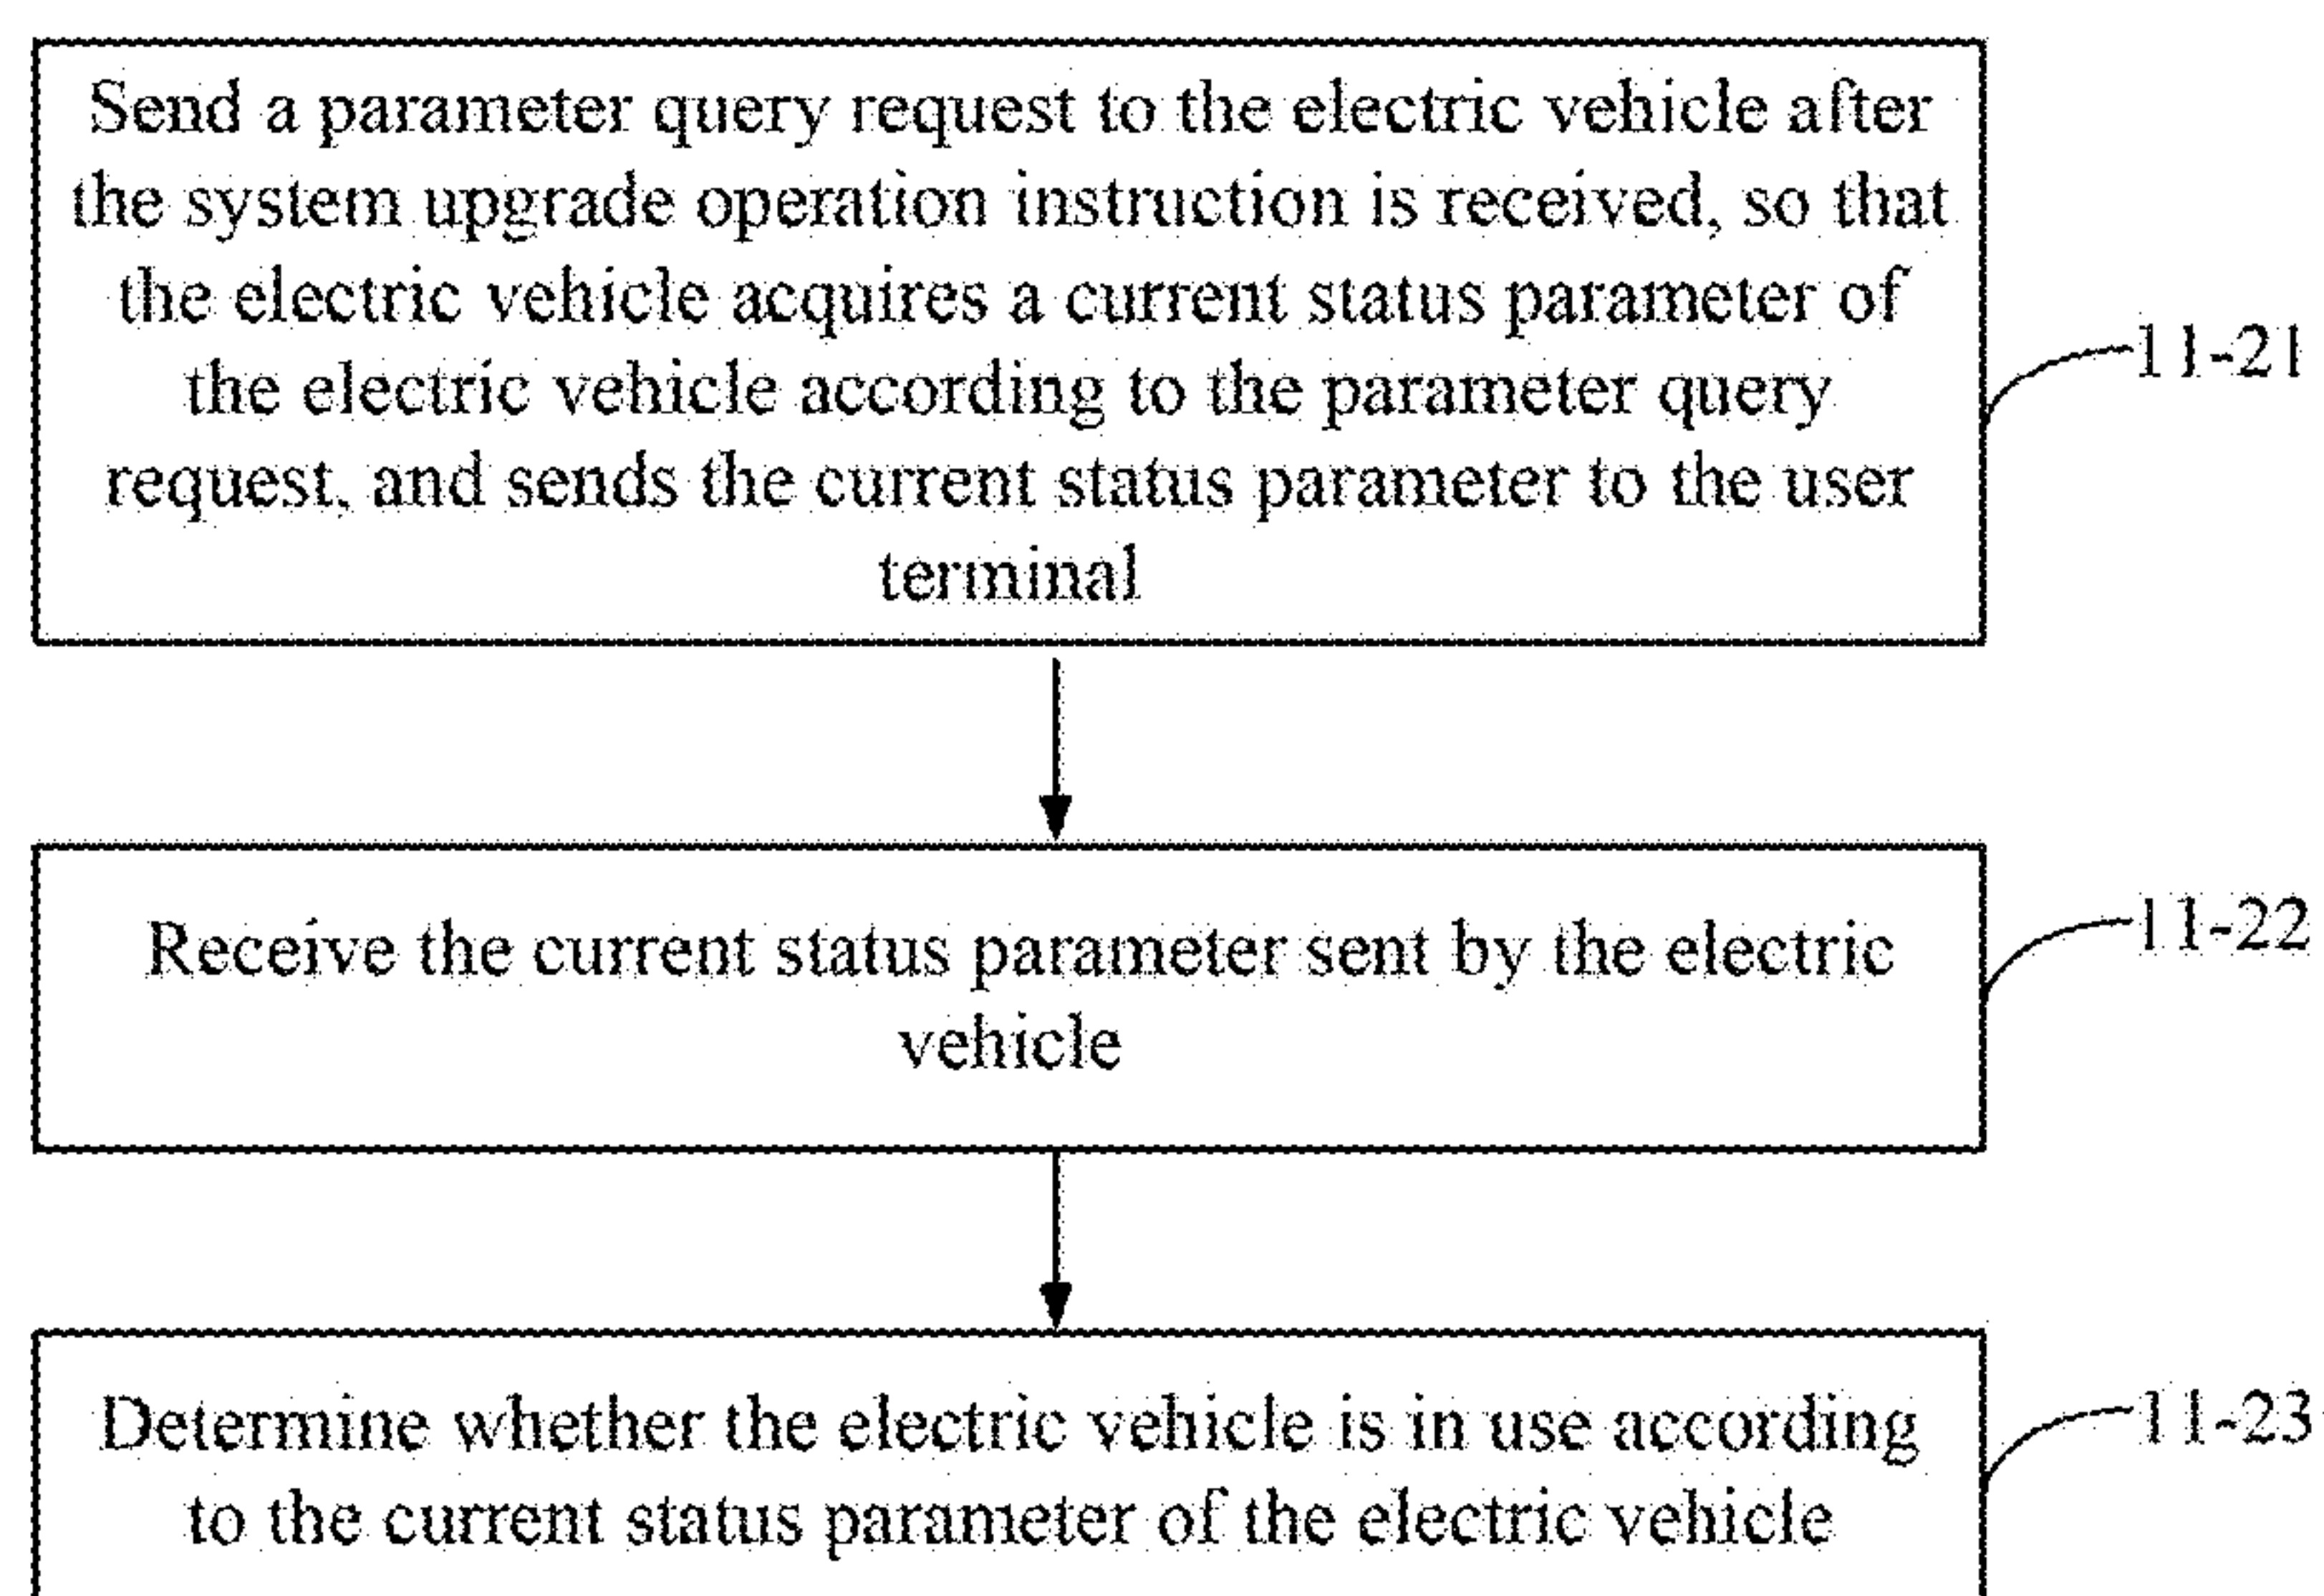 Send a parameter query request to the electric vehicle after
the system upgrade operation instruction is received, so that
the electric vehicle acquires a current status parameter of
the electric vehicle according to the parameter query
request, and sends the current status parameter to the user
terminal
11-21
Receive the current status parameter sent by the electric
vehicle
11-22
Determine whether the electric vehicle is in use according
to the current status parameter of the electric vehicle
11-23